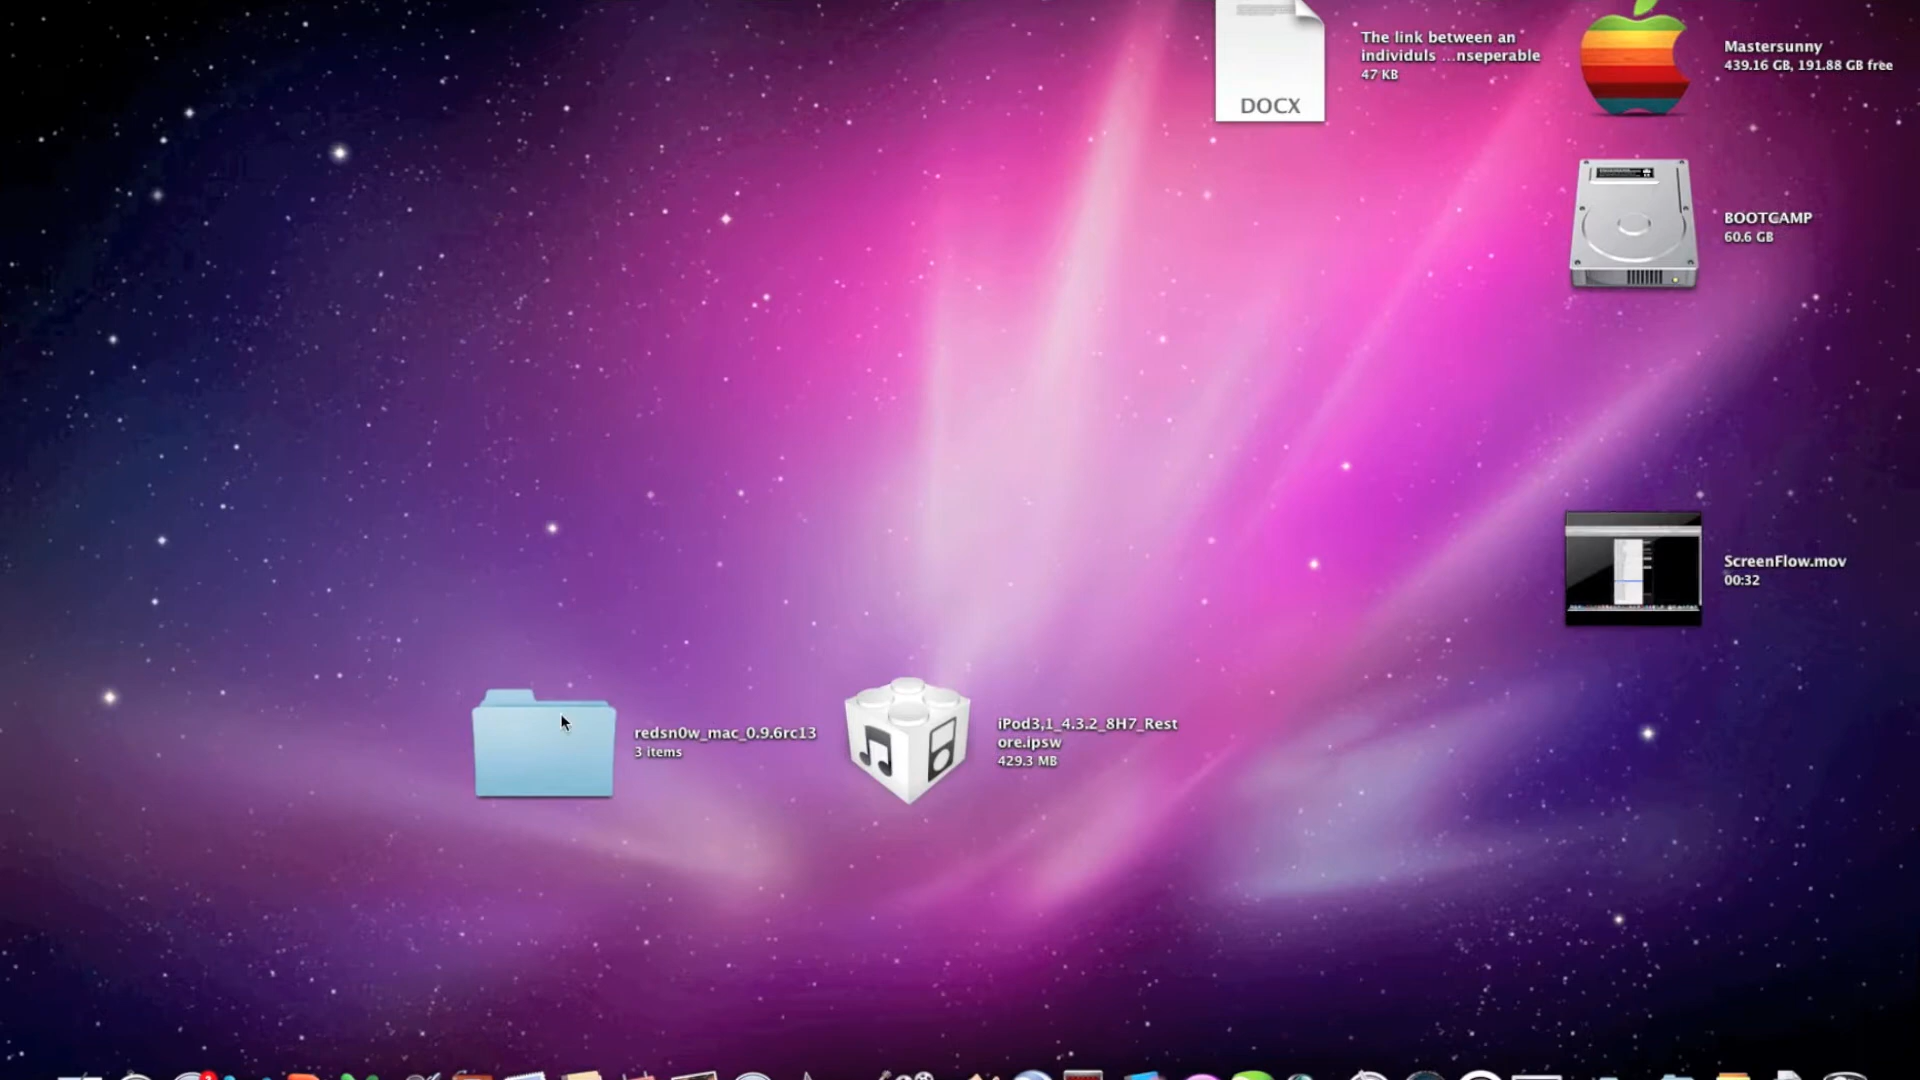 The link between an
individuls ...nseperable
47 KB
DOCX
Mastersunny
439.16 GB, 191.88 GB free
BOOTCAMP
60.6 GB
ScreenFlow.mov
00:32
redsn0w_mac_0.9.6rc13
3 items
iPod3,1_4.3.2_8H7_Rest
ore.ipsw
429.3 MB